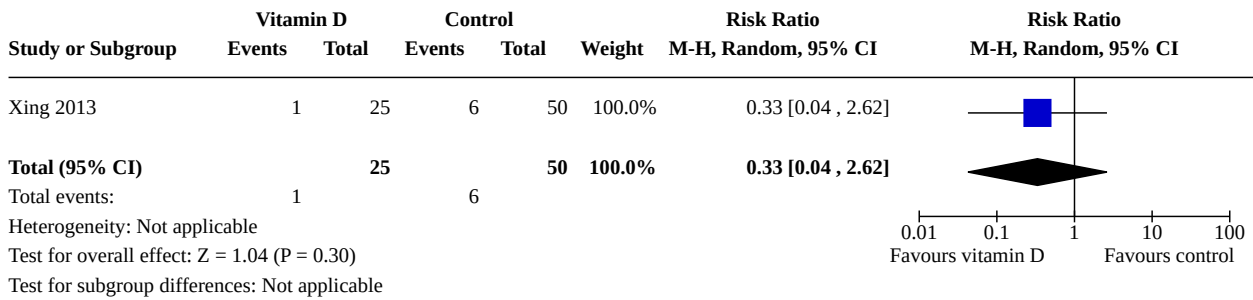 Vitamin D Control Risk Ratio Risk Ratio
Study or Subgroup Events Total Events Total Weight M-H, Random, 95% CI M-H, Random, 95% CI
Xing 2013 1 25 6 50 100.0% 0.33 [0.04 , 2.62]
Total (95% CI) 25 50 100.0% 0.33 [0.04 , 2.62]
Total events: 1 6
Heterogeneity: Not applicable
0.01 0.1 1 10 100
Test for overall effect: Z = 1.04 (P = 0.30)
Favours vitamin D Favours control
Test for subgroup differences: Not applicable